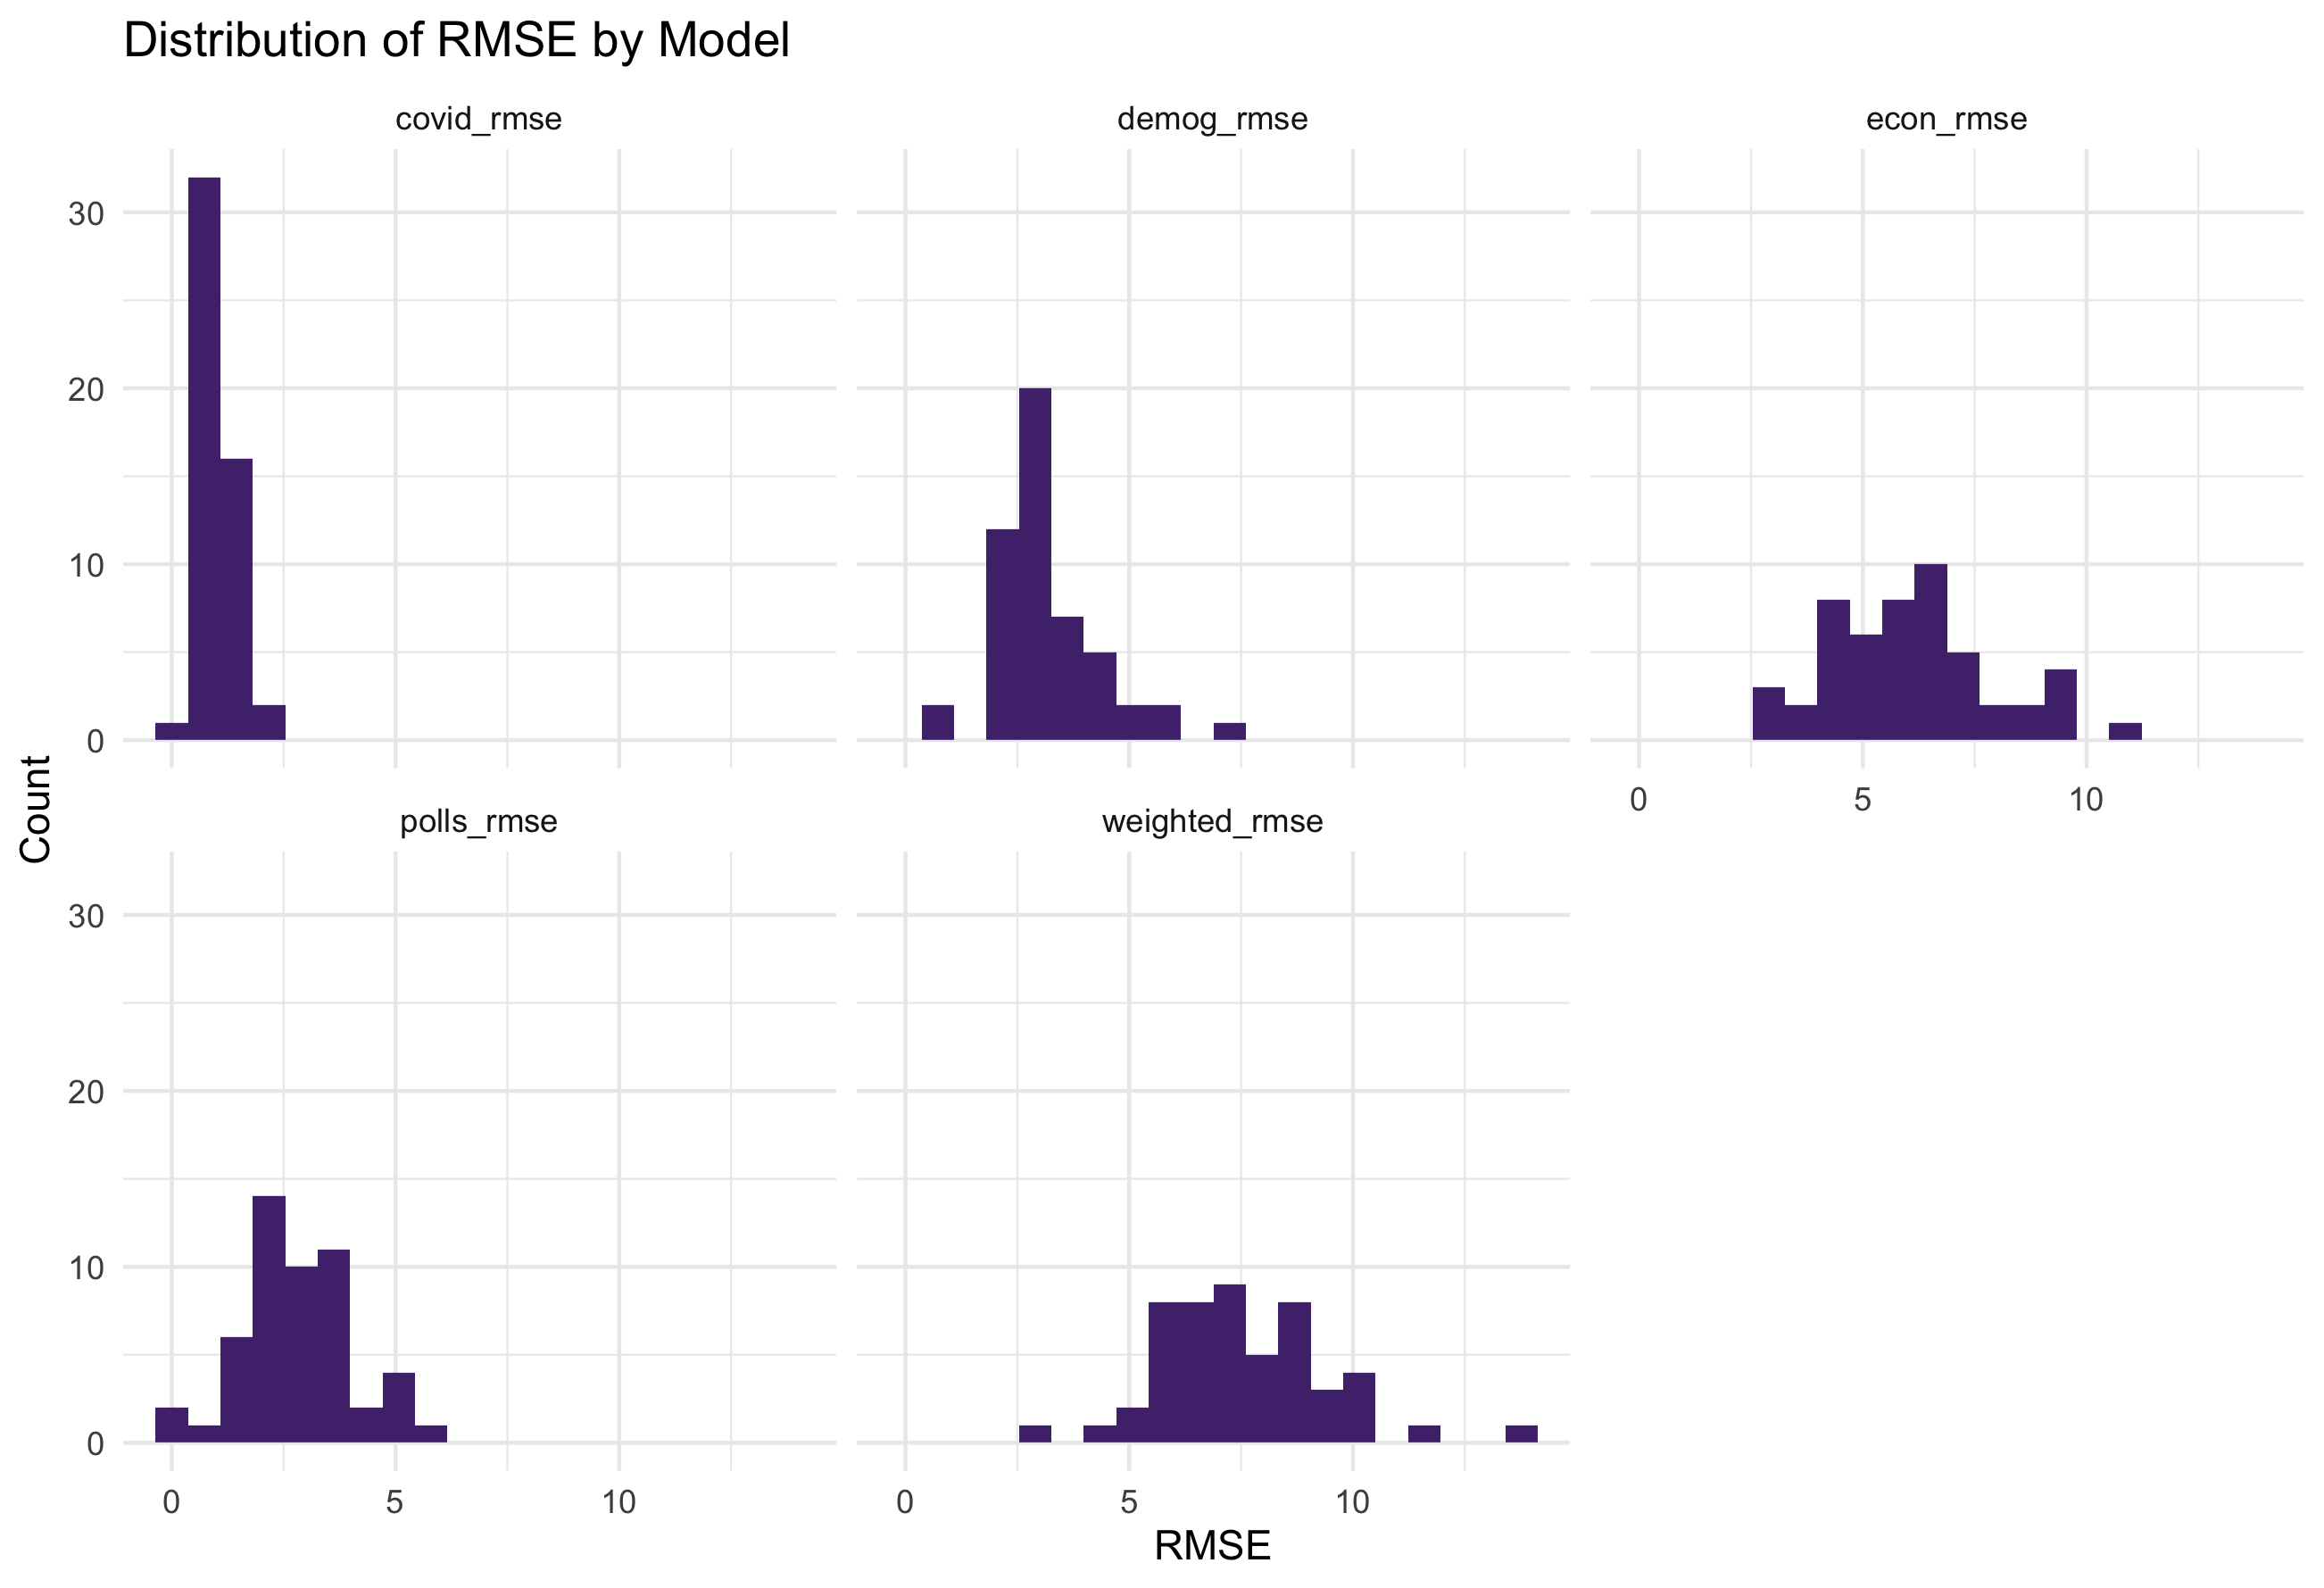 Distribution of RMSE by Model
covid_rmse
demog_rmse
econ_rmse
30
20
10
0
0 5 10
Count
polls_rmse
weighted_rmse
30
20
10
0
0 5 10
0 5 10
RMSE